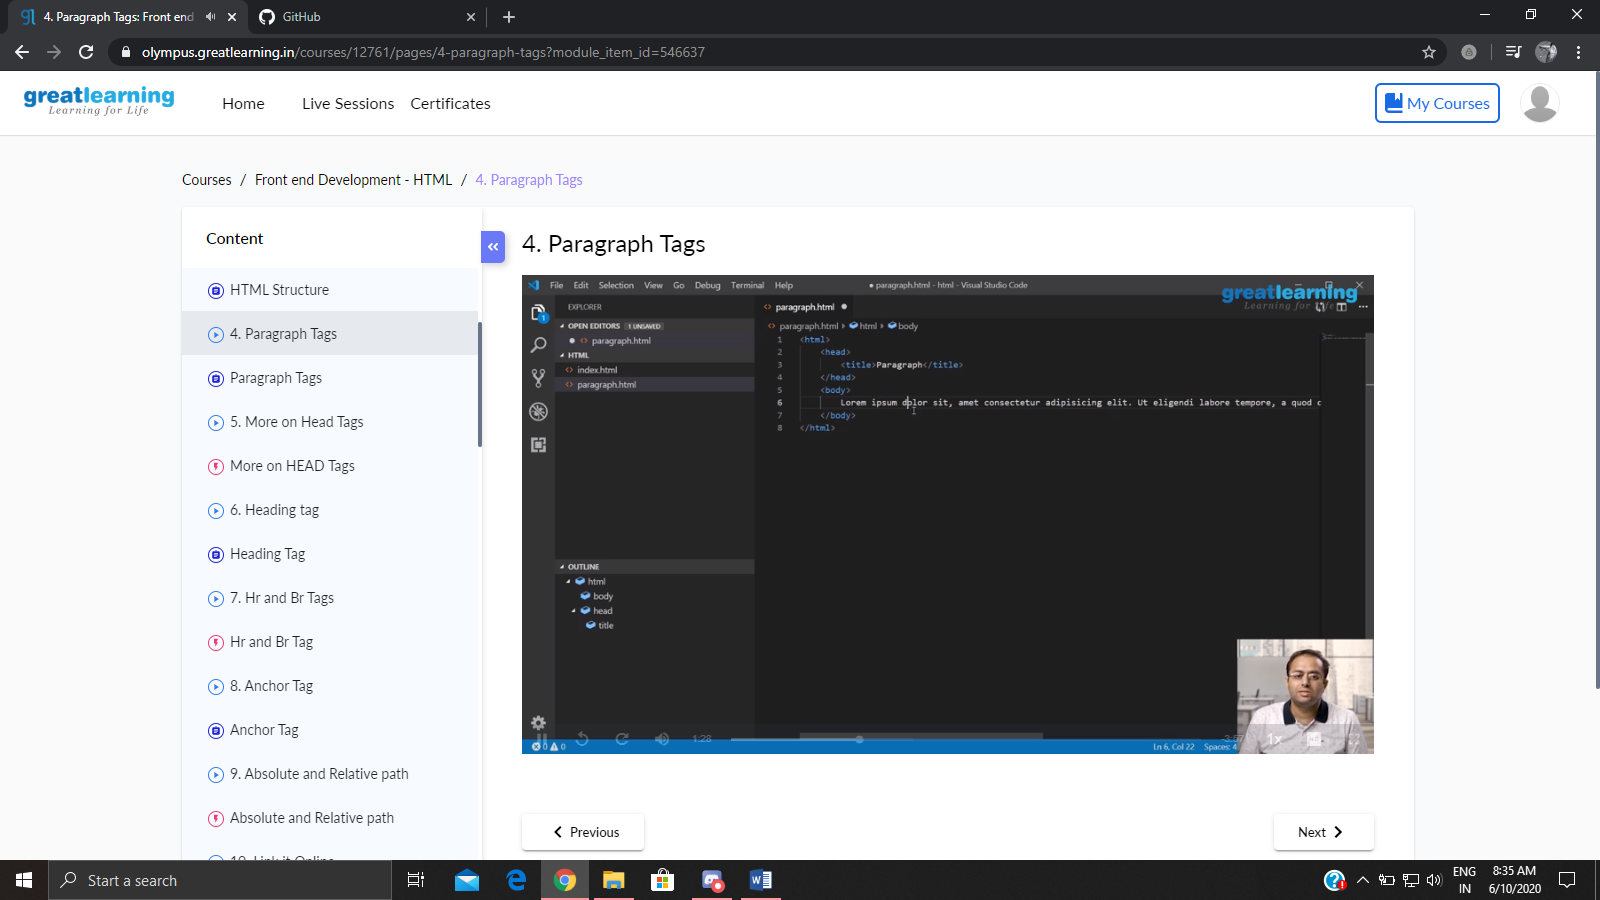 4. Paragraph Tags: Front end
GitHub
olympus.greatlearning.in/courses/12761/pages/4-paragraph-tags?module_item_id=546637
greatlearning
Learning for Life
Home
Live Sessions
Certificates
My Courses
Courses / Front end Development - HTML / 4. Paragraph Tags
Content
HTML Structure
4. Paragraph Tags
Paragraph Tags
5. More on Head Tags
More on HEAD Tags
6. Heading tag
Heading Tag
7. Hr and Br Tags
Hr and Br Tag
8. Anchor Tag
Anchor Tag
9. Absolute and Relative path
Absolute and Relative path
10. Link it Online
4. Paragraph Tags
File Edit Selection View Go Debug Terminal Help
● paragraph.html - html - Visual Studio Code
greatlearning
Learning for Life
EXPLORER
OPEN EDITORS 1 UNSAVED
paragraph.html
HTML
index.html
paragraph.html
OUTLINE
html
body
head
title
paragraph.html
paragraph.html › html › body
1 <html>
2 <head>
3 <title>Paragraph</title>
4 </head>
5 <body>
6 Lorem ipsum dolor sit, amet consectetur adipisicing elit. Ut eligendi labore tempore, a quod c
7 </body>
8 </html>
1:28
-3:57
1x
0 0
Ln 6, Col 22 Spaces: 4
Previous
Next
Start a search
ENG
IN
8:35 AM
6/10/2020